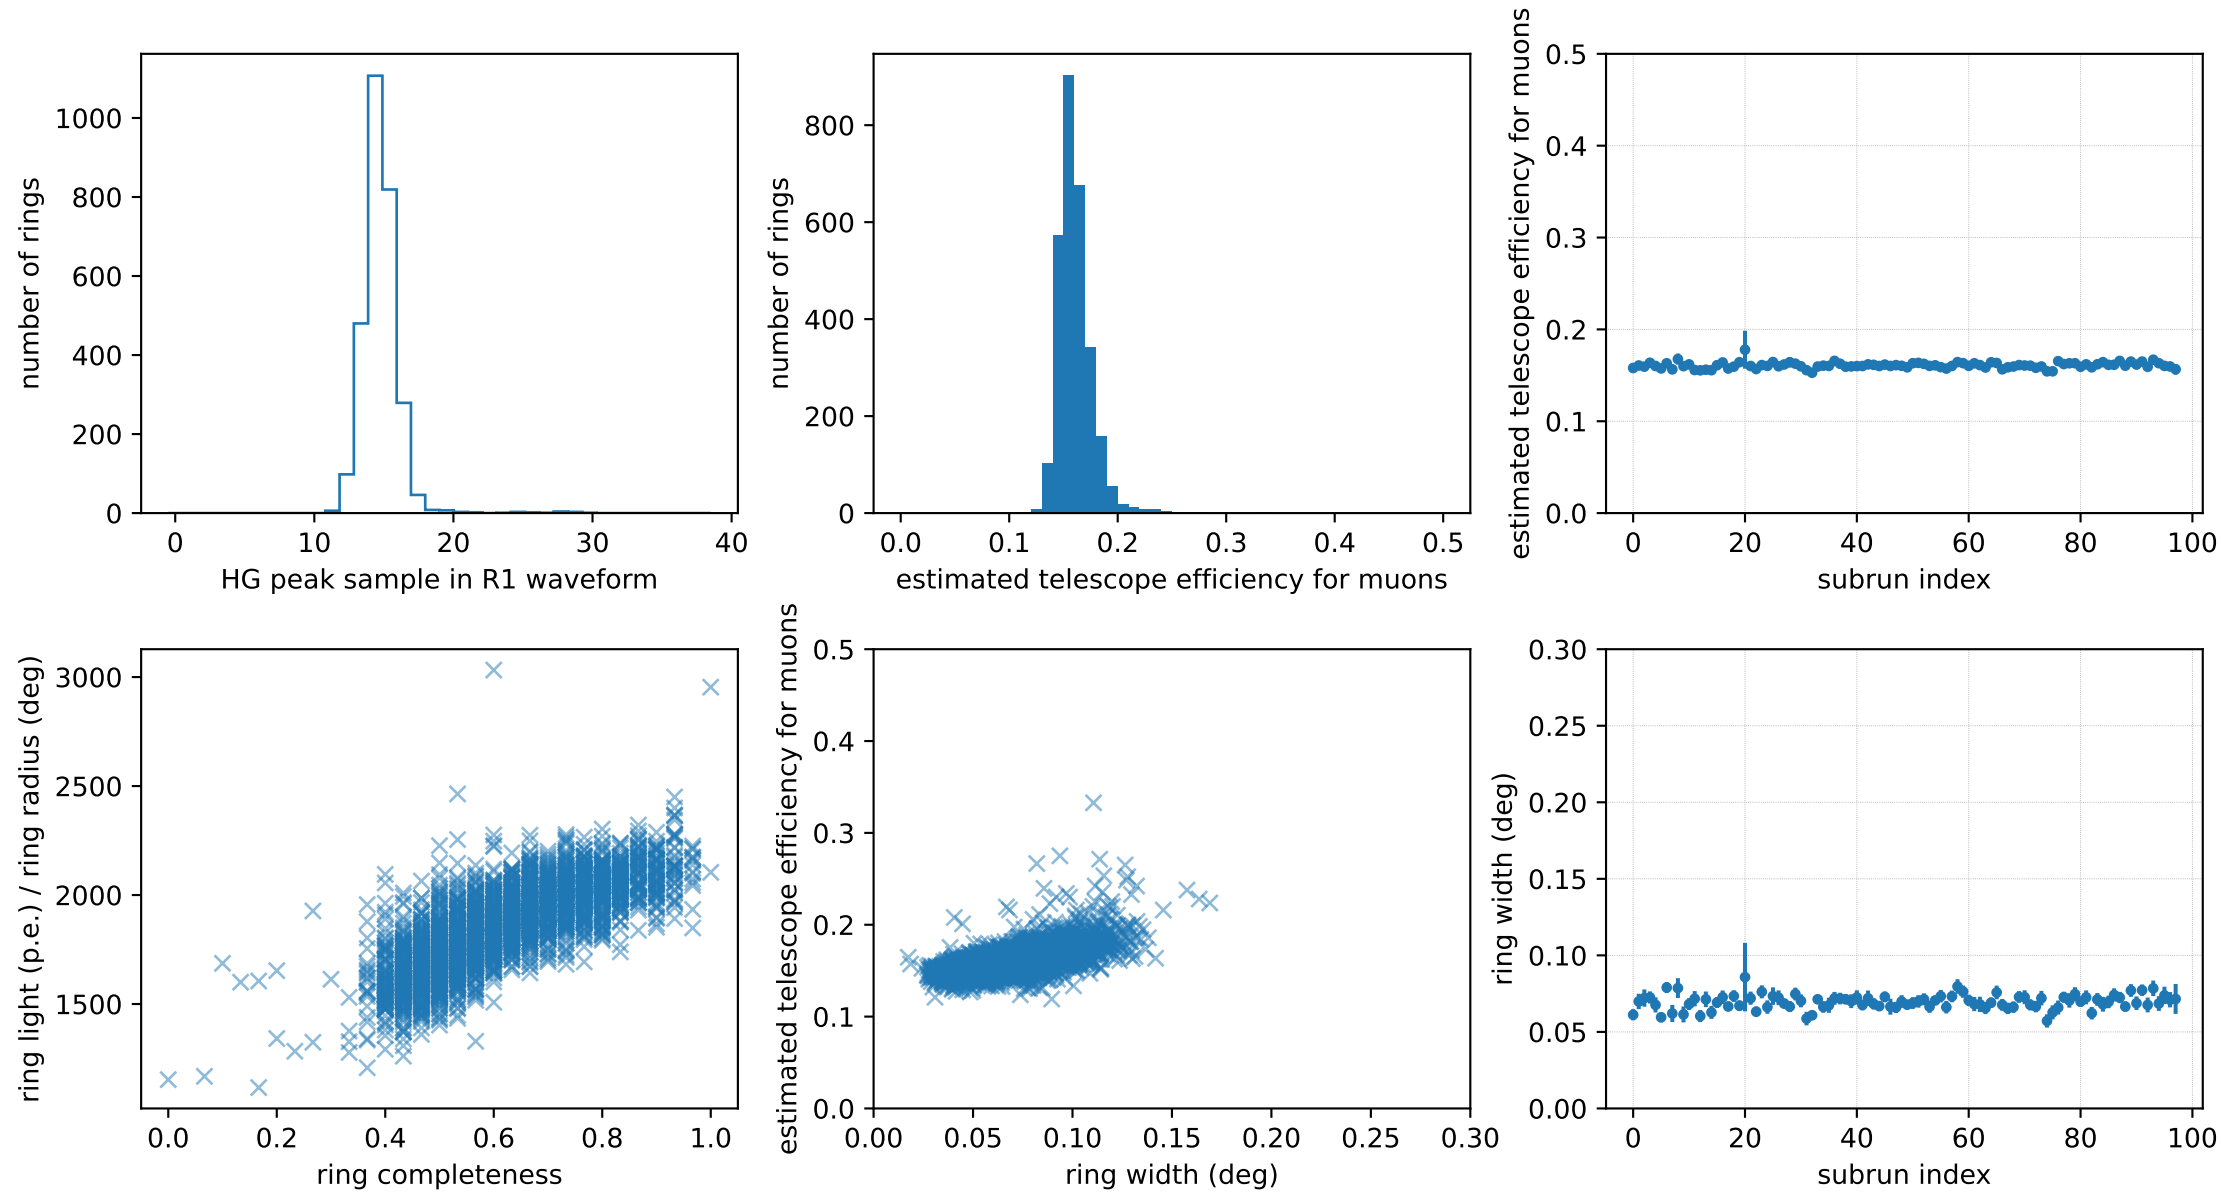 number of rings
1000
800
600
400
200
0
0 10 20 30 40
HG peak sample in R1 waveform
number of rings
800
600
400
200
0
0.0 0.1 0.2 0.3 0.4 0.5
estimated telescope efficiency for muons
estimated telescope efficiency for muons
0.5
0.4
0.3
0.2
0.1
0.0
0 20 40 60 80 100
subrun index
ring light (p.e.) / ring radius (deg)
3000
2500
2000
1500
0.0 0.2 0.4 0.6 0.8 1.0
ring completeness
estimated telescope efficiency for muons
0.5
0.4
0.3
0.2
0.1
0.0
0.00 0.05 0.10 0.15 0.20 0.25 0.30
ring width (deg)
ring width (deg)
0.30
0.25
0.20
0.15
0.10
0.05
0.00
0 20 40 60 80 100
subrun index